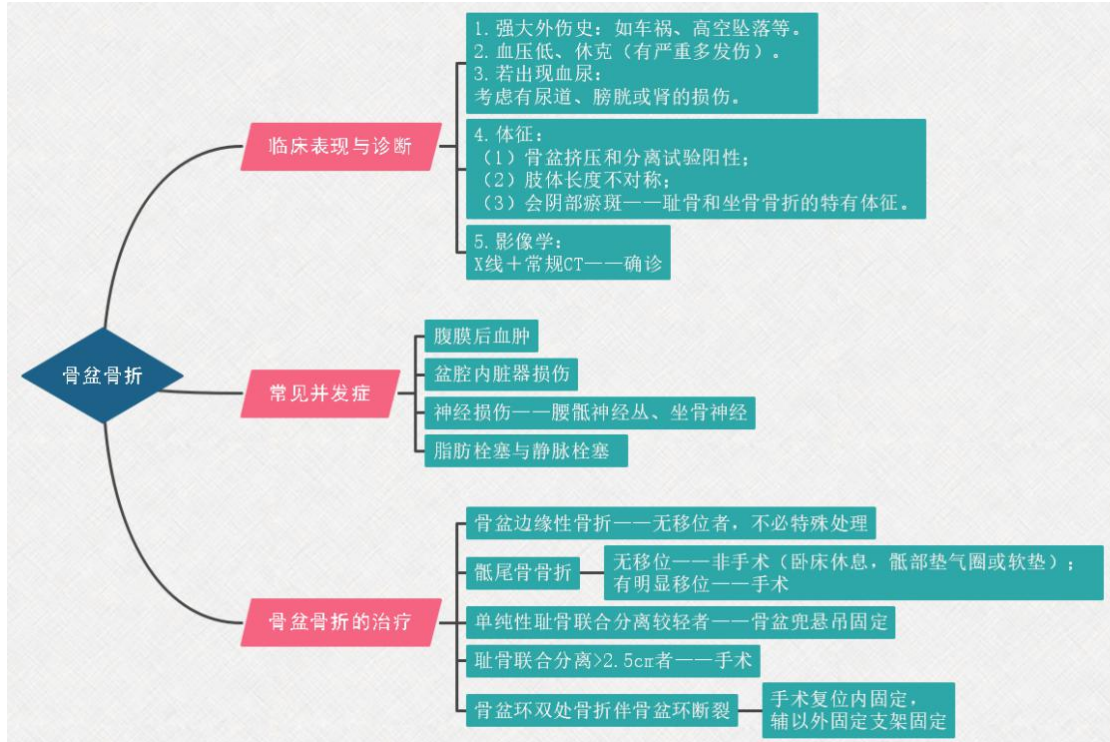 骨盆骨折
临床表现与诊断
1. 强大外伤史：如车祸、高空坠落等。
2. 血压低、休克（有严重多发伤）。
3. 若出现血尿：
考虑有尿道、膀胱或肾的损伤。
4. 体征：
（1）骨盆挤压和分离试验阳性；
（2）肢体长度不对称；
（3）会阴部瘀斑——耻骨和坐骨骨折的特有体征。
5. 影像学：
X线＋常规CT——确诊
常见并发症
腹膜后血肿
盆腔内脏器损伤
神经损伤——腰骶神经丛、坐骨神经
脂肪栓塞与静脉栓塞
骨盆骨折的治疗
骨盆边缘性骨折——无移位者，不必特殊处理
骶尾骨骨折
无移位——非手术（卧床休息，骶部垫气圈或软垫）；
有明显移位——手术
单纯性耻骨联合分离较轻者——骨盆兜悬吊固定
耻骨联合分离>2.5cm者——手术
骨盆环双处骨折伴骨盆环断裂
手术复位内固定，
辅以外固定支架固定